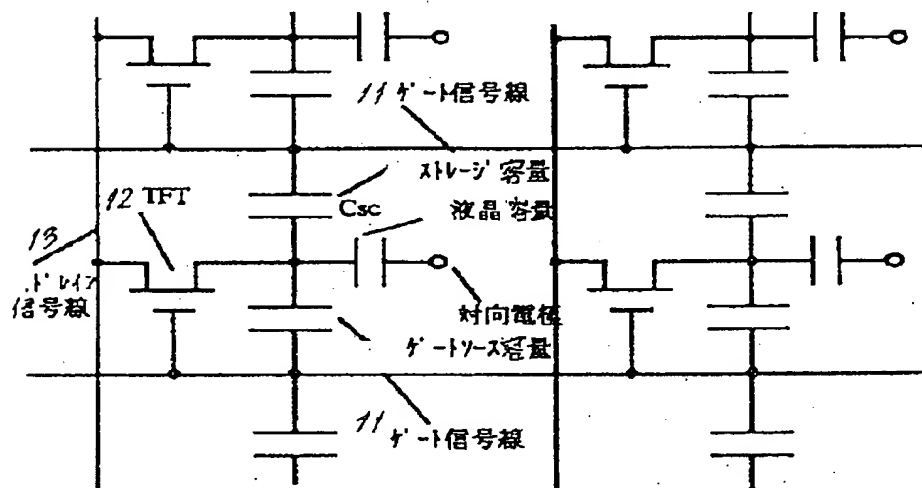 11 ゲート信号線
ストレージ容量
Csc
液晶容量
12 TFT
13
ドレイン
信号線
対向電極
ゲートソース容量
11 ゲート信号線